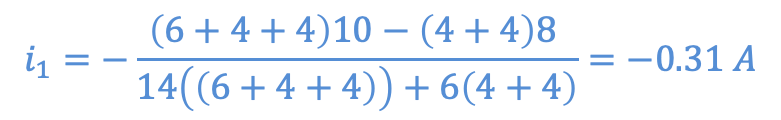 i₁ = − ((6 + 4 + 4)10 − (4 + 4)8) / (14((6 + 4 + 4)) + 6(4 + 4)) = −0.31 A